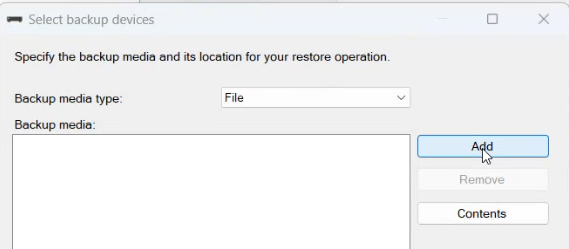 Select backup devices
Specify the backup media and its location for your restore operation.
Backup media type: File
Backup media:
Add
Remove
Contents